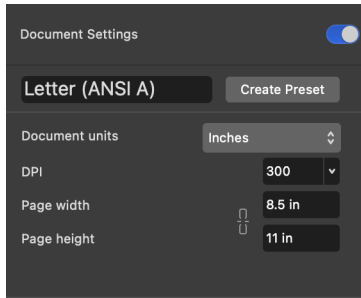 Document Settings
Letter (ANSI A) Create Preset
Document units Inches
DPI 300
Page width 8.5 in
Page height 11 in